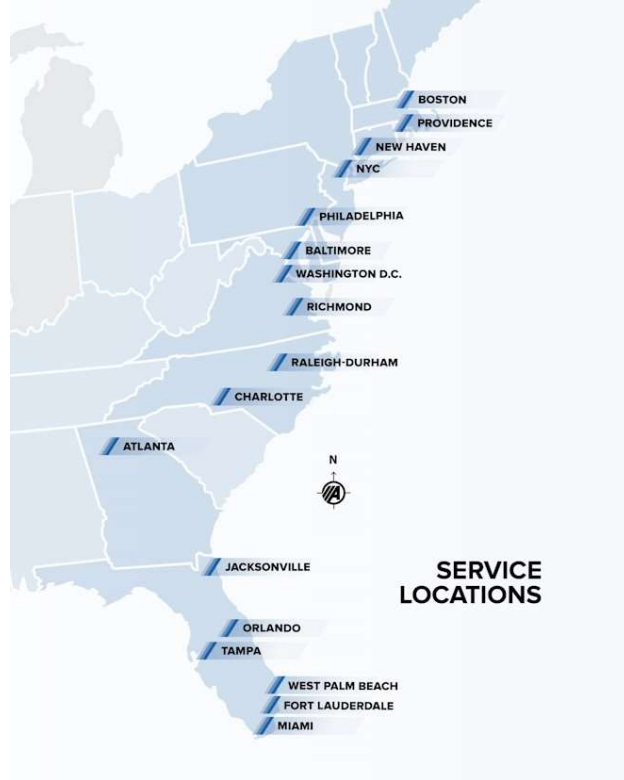 BOSTON
PROVIDENCE
NEW HAVEN
NYC
PHILADELPHIA
BALTIMORE
WASHINGTON D.C.
RICHMOND
RALEIGH-DURHAM
CHARLOTTE
ATLANTA
N
A
JACKSONVILLE
SERVICE
LOCATIONS
ORLANDO
TAMPA
WEST PALM BEACH
FORT LAUDERDALE
MIAMI